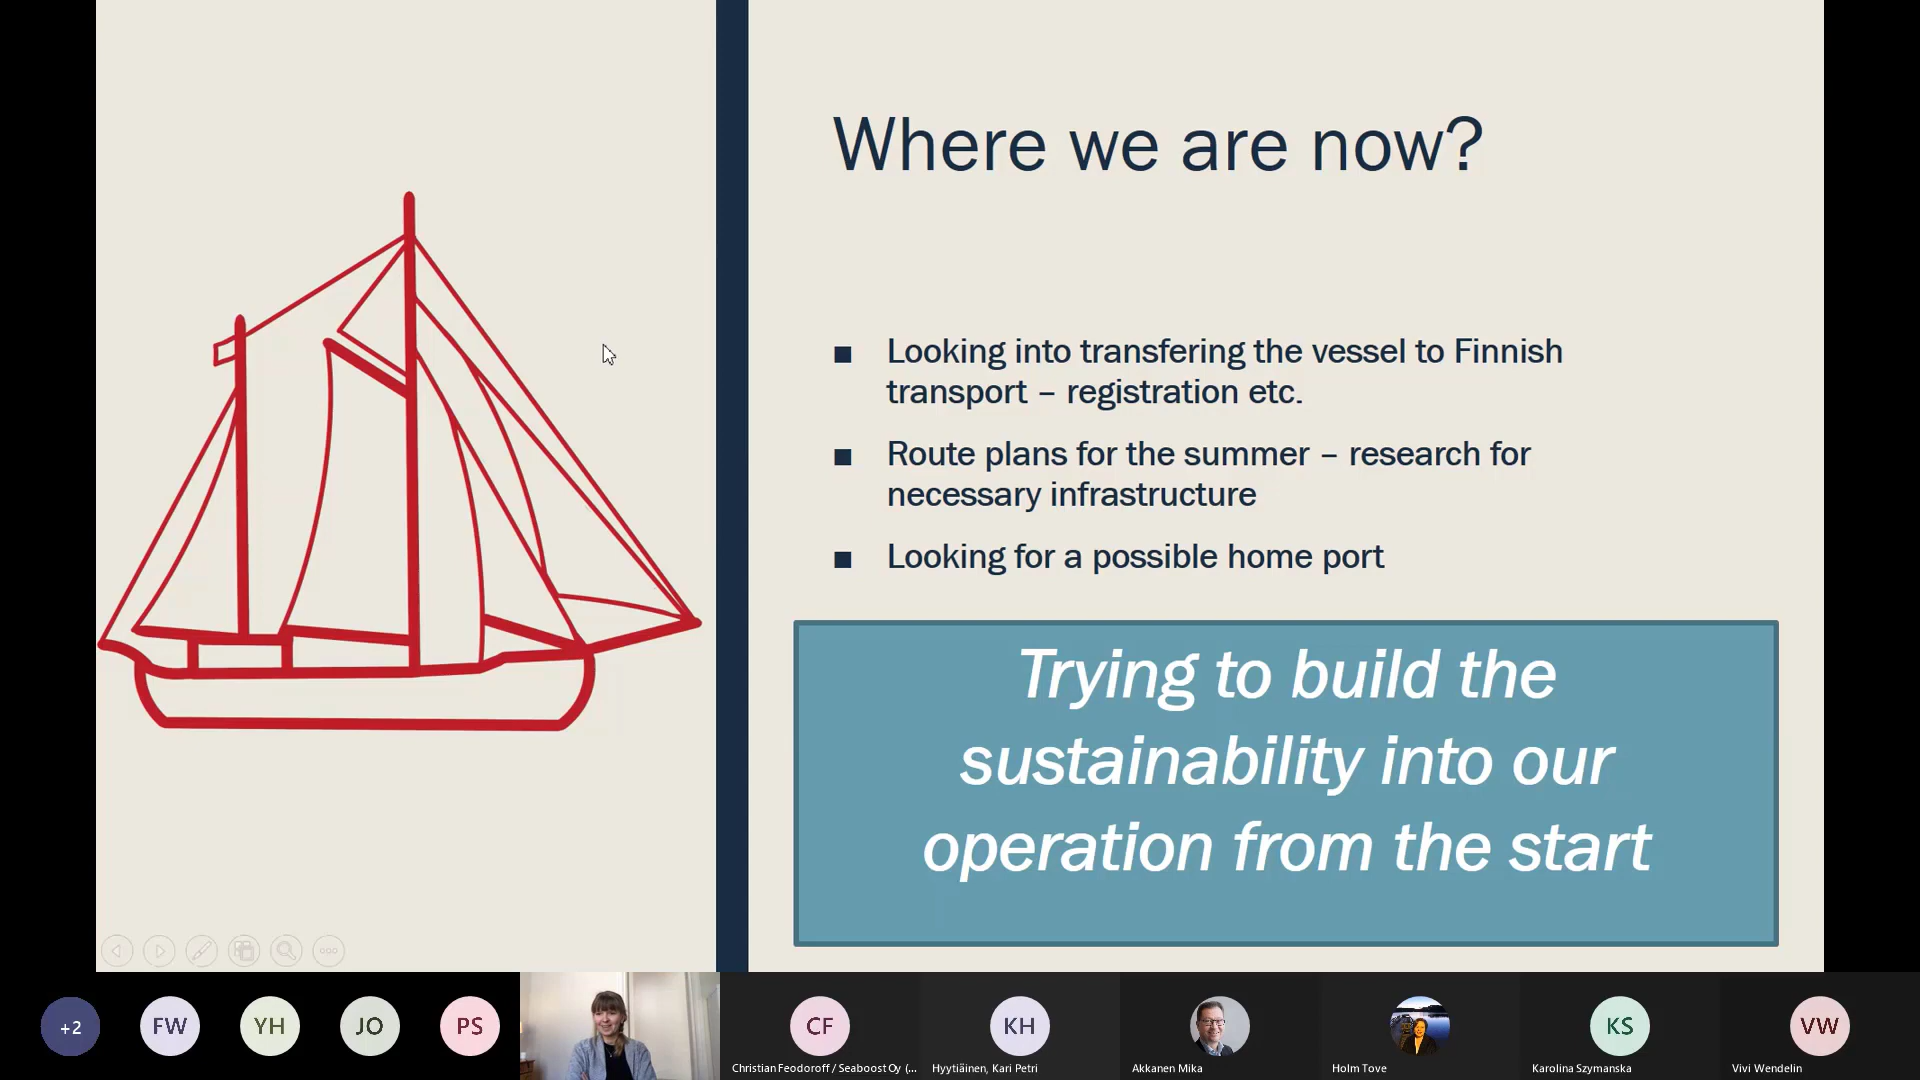 Where we are now?
■ Looking into transfering the vessel to Finnish
transport – registration etc.
■ Route plans for the summer – research for
necessary infrastructure
■ Looking for a possible home port
Trying to build the
sustainability into our
operation from the start
+2
FW
YH
JO
PS
CF
KH
KS
VW
Christian Feodoroff / Seaboost Oy (...
Hyytiäinen, Kari Petri
Akkanen Mika
Holm Tove
Karolina Szymanska
Vivi Wendelin